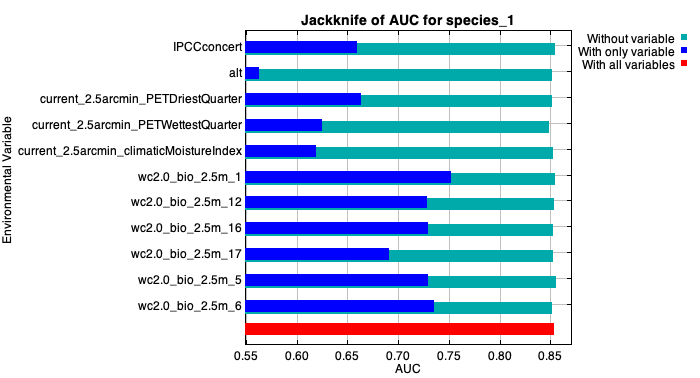 Jackknife of AUC for species_1
Without variable
With only variable
With all variables
Environmental Variable
IPCCconcert
alt
current_2.5arcmin_PETDriestQuarter
current_2.5arcmin_PETWettestQuarter
current_2.5arcmin_climaticMoistureIndex
wc2.0_bio_2.5m_1
wc2.0_bio_2.5m_12
wc2.0_bio_2.5m_16
wc2.0_bio_2.5m_17
wc2.0_bio_2.5m_5
wc2.0_bio_2.5m_6
0.55 0.60 0.65 0.70 0.75 0.80 0.85
AUC